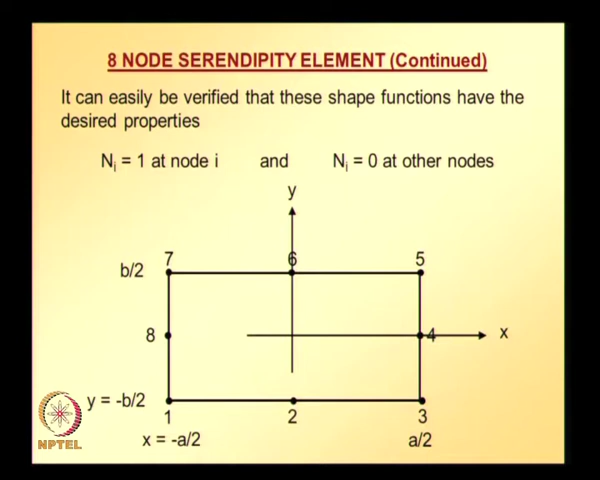 8 NODE SERENDIPITY ELEMENT (Continued)
It can easily be verified that these shape functions have the
desired properties
Ni = 1 at node i and Ni = 0 at other nodes
y
7 6 5
b/2
8 4 x
y = -b/2
1 2 3
x = -a/2 a/2
NPTEL